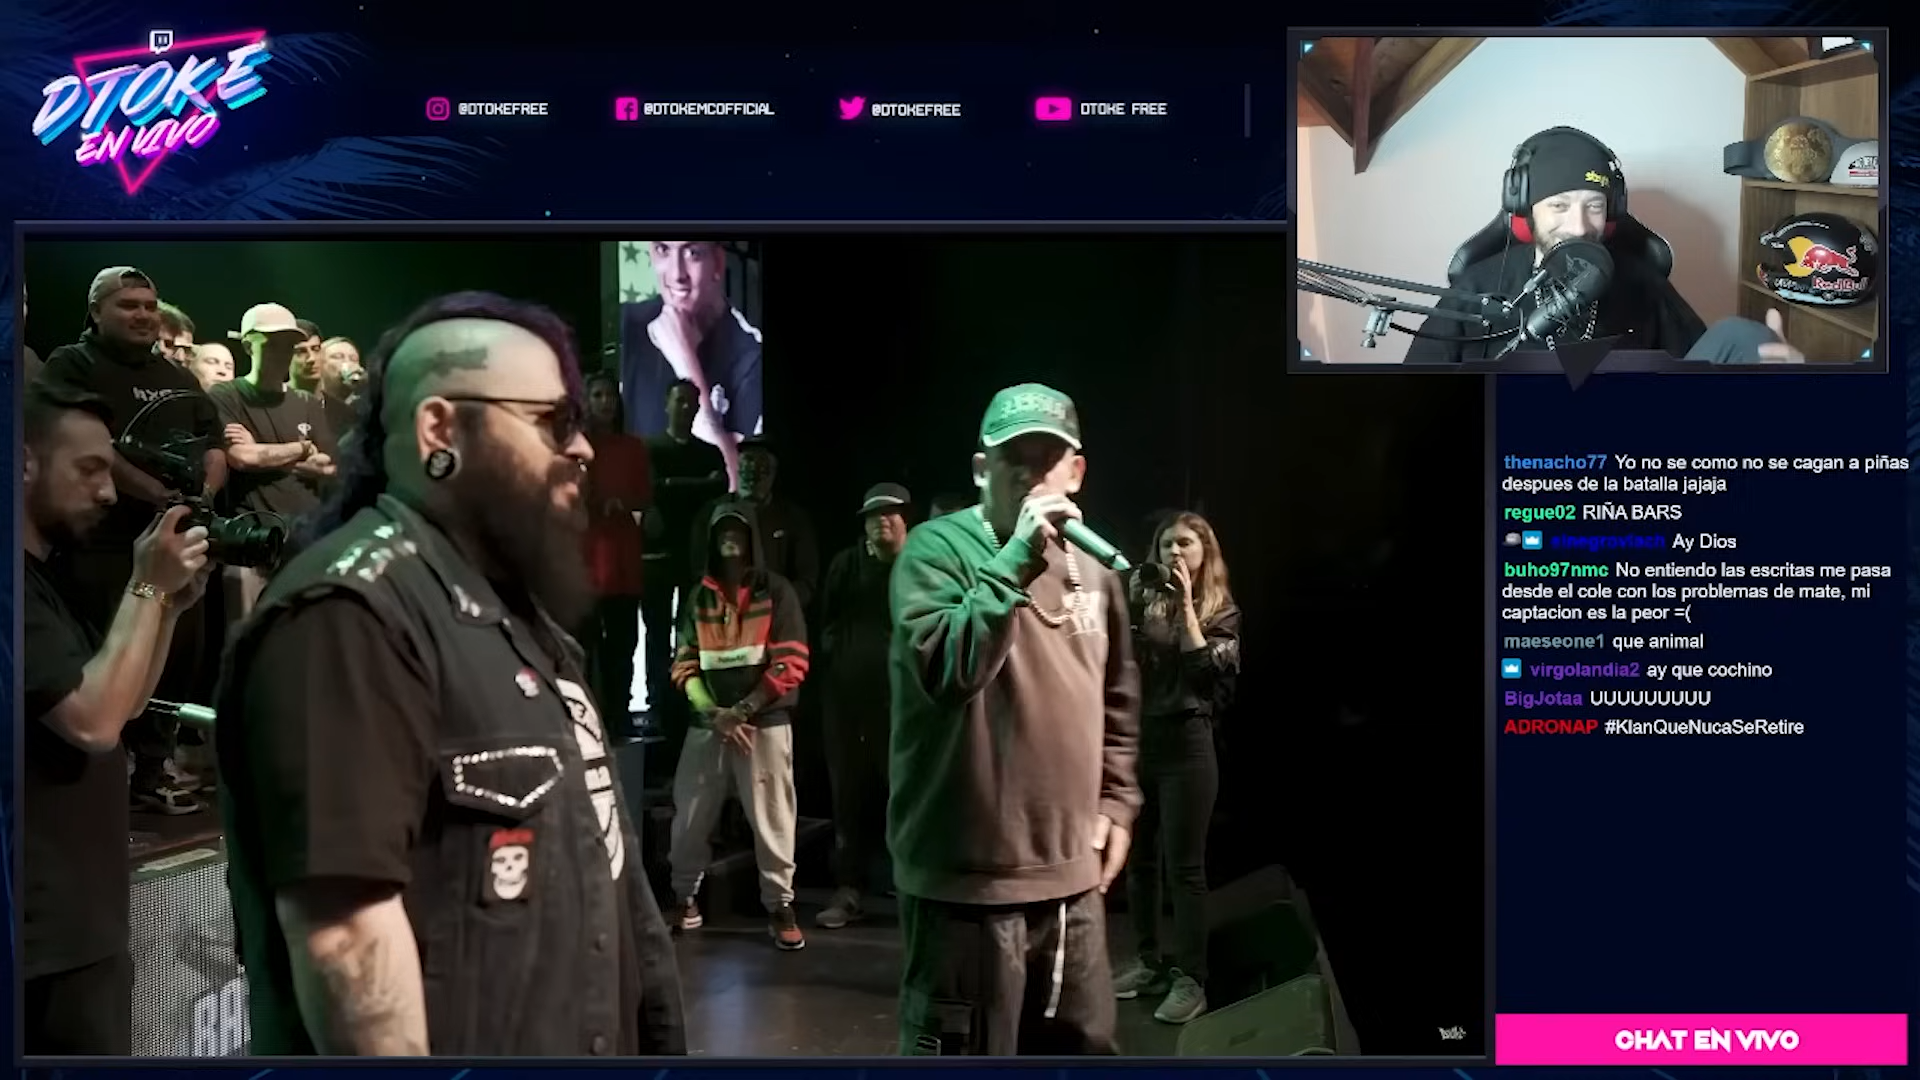 DTOKE
EN VIVO
@DTOKEFREE
@DTOKEMCOFFICIAL
@DTOKEFREE
DTOKE FREE
Red Bull
thenacho77 Yo no se como no se cagan a piñas
despues de la batalla jajaja
regue02 RIÑA BARS
Ay Dios
buho97nmc No entiendo las escritas me pasa
desde el cole con los problemas de mate, mi
captacion es la peor =(
maeseone1 que animal
virgolandia2 ay que cochino
BigJotaa UUUUUUUUU
ADRONAP #KlanQueNucaSeRetire
CHAT EN VIVO